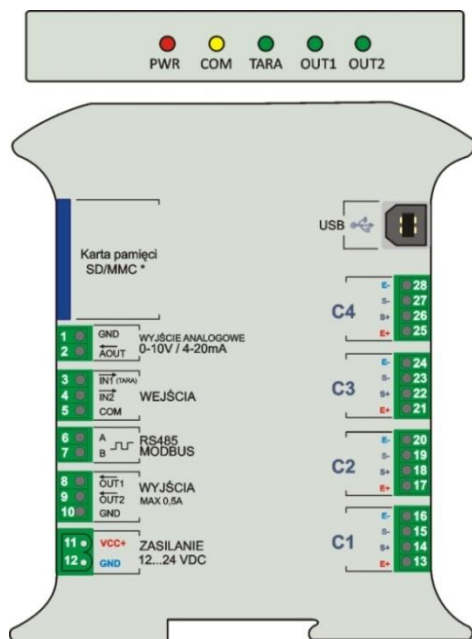 PWR COM TARA OUT1 OUT2
USB
Karta pamięci
SD/MMC *
1 GND
2 AOUT
WYJŚCIE ANALOGOWE
0-10V / 4-20mA
3 IN1 (TARA)
4 IN2
5 COM
WEJŚCIA
6 A
7 B
RS485
MODBUS
8 OUT1
9 OUT2
10 GND
WYJŚCIA
MAX 0,5A
11 VCC+
12 GND
ZASILANIE
12...24 VDC
C4
E- 28
S- 27
S+ 26
E+ 25
C3
E- 24
S- 23
S+ 22
E+ 21
C2
E- 20
S- 19
S+ 18
E+ 17
C1
E- 16
S- 15
S+ 14
E+ 13